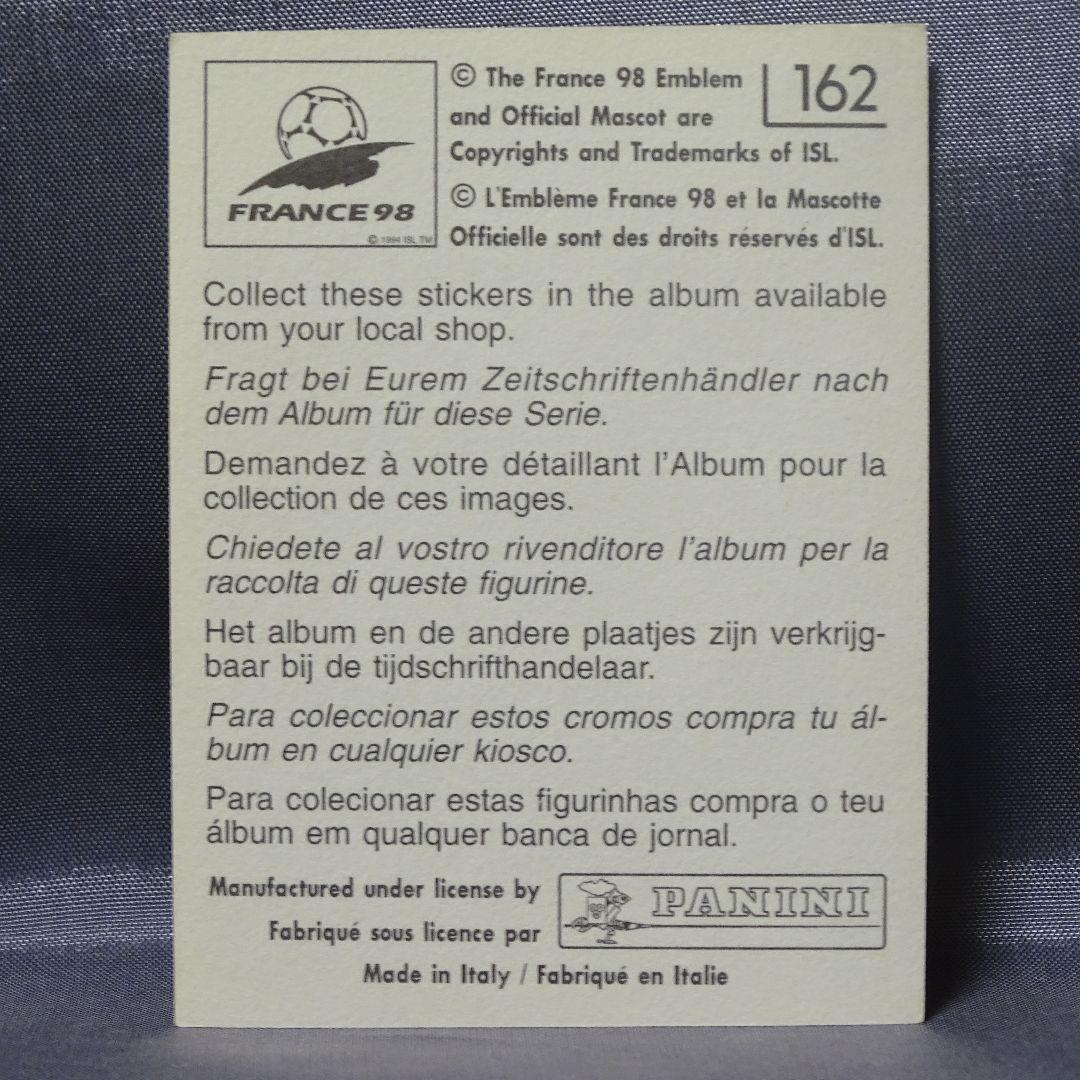 © The France 98 Emblem
and Official Mascot are
Copyrights and Trademarks of ISL.
162
© L'Emblème France 98 et la Mascotte
Officielle sont des droits réservés d'ISL.
FRANCE 98
© 1994 ISL TM
Collect these stickers in the album available
from your local shop.
Fragt bei Eurem Zeitschriftenhändler nach
dem Album für diese Serie.
Demandez à votre détaillant l'Album pour la
collection de ces images.
Chiedete al vostro rivenditore l'album per la
raccolta di queste figurine.
Het album en de andere plaatjes zijn verkrijg-
baar bij de tijdschrifthandelaar.
Para coleccionar estos cromos compra tu ál-
bum en cualquier kiosco.
Para colecionar estas figurinhas compra o teu
álbum em qualquer banca de jornal.
Manufactured under license by
Fabriqué sous licence par
PANINI
Made in Italy / Fabriqué en Italie